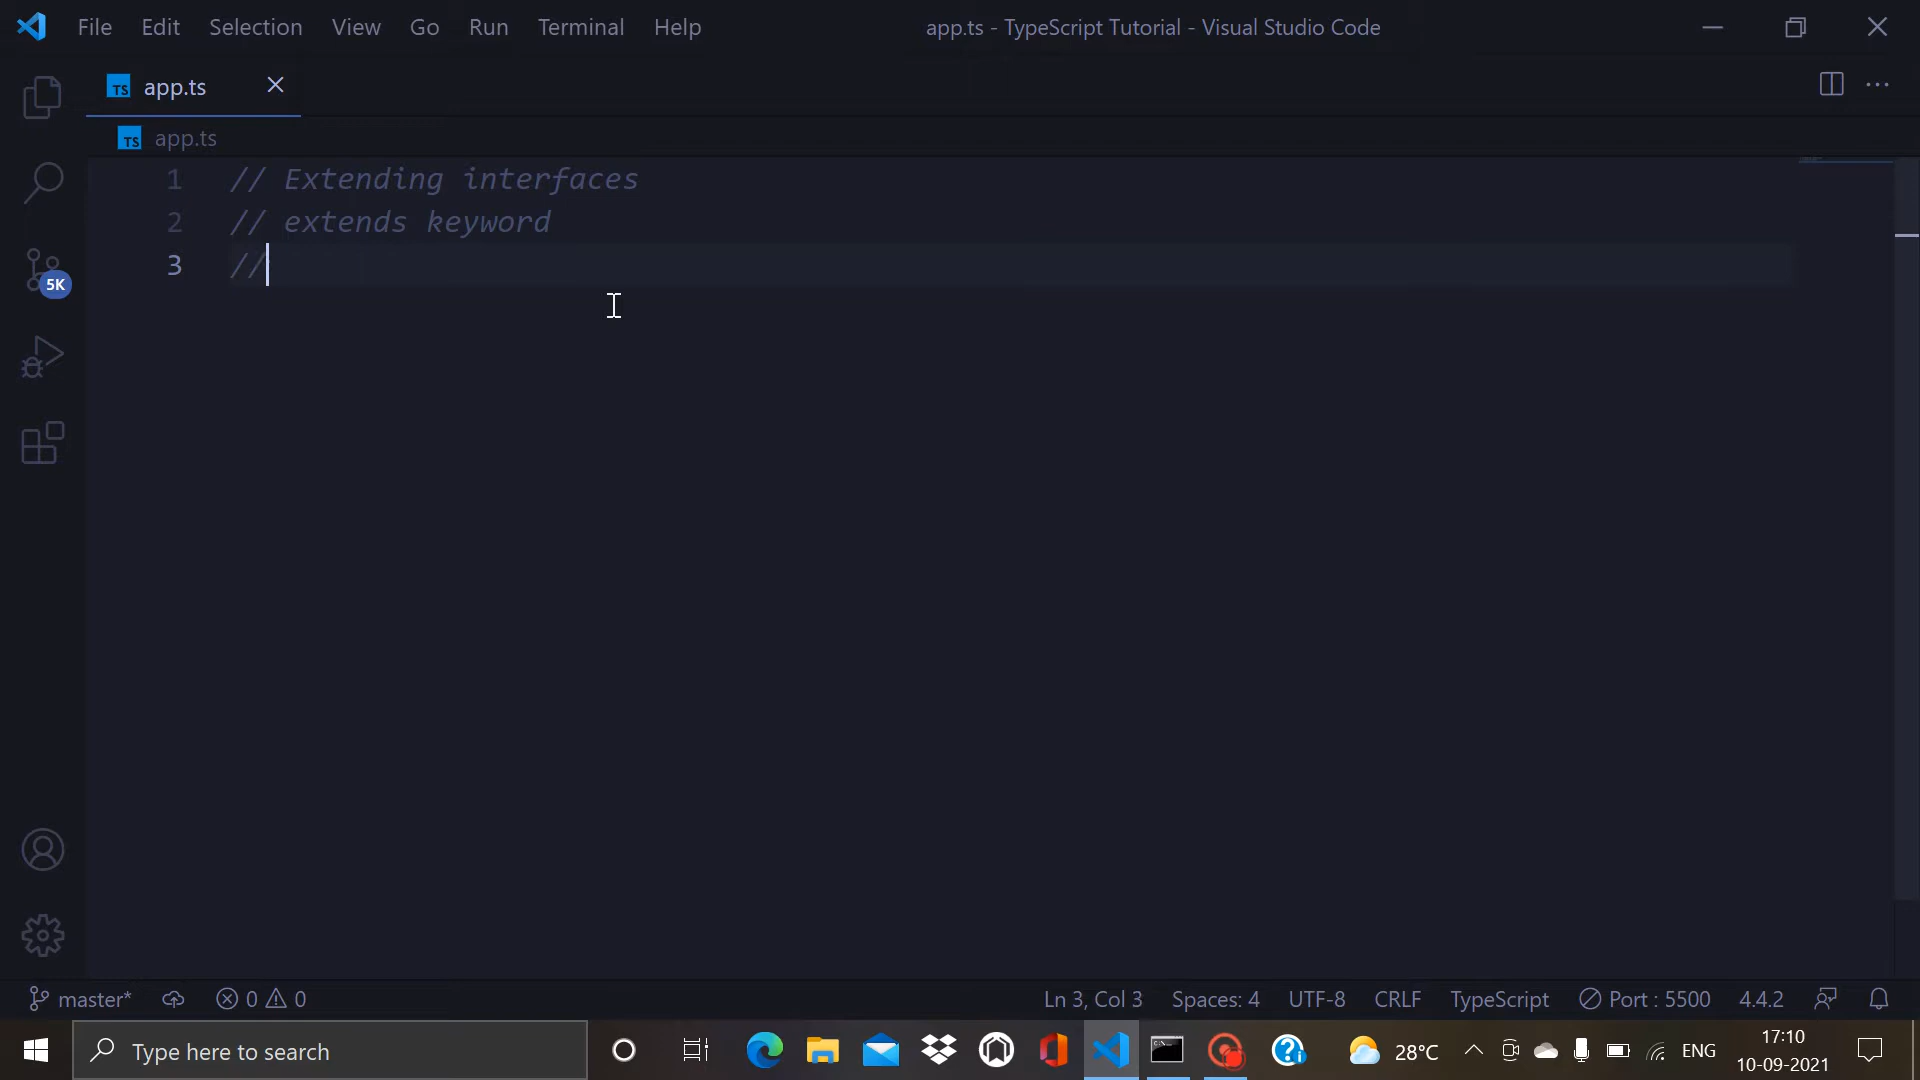 File Edit Selection View Go Run Terminal Help app.ts - TypeScript Tutorial - Visual Studio Code
TS app.ts
TS app.ts
1 // Extending interfaces
2 // extends keyword
3 //
5K
master* 0 0 Ln 3, Col 3 Spaces: 4 UTF-8 CRLF TypeScript Port : 5500 4.4.2
Type here to search 28°C ENG 17:10
10-09-2021